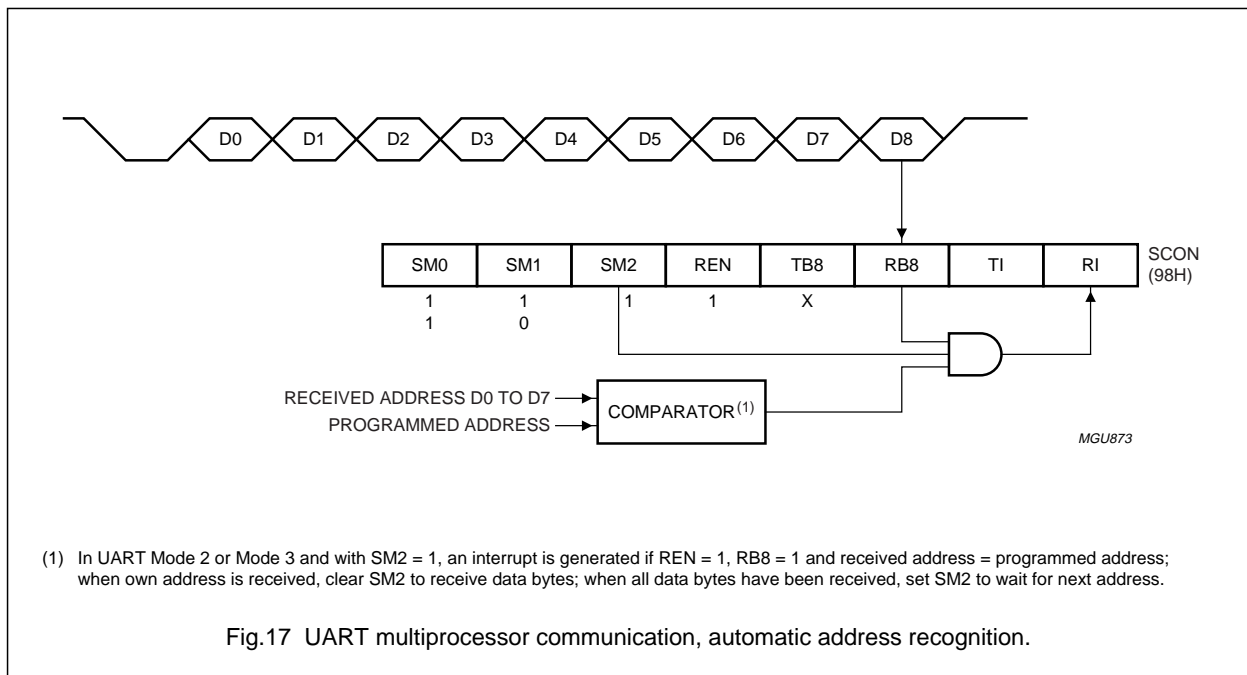 D0 D1 D2 D3 D4 D5 D6 D7 D8
SM0 SM1 SM2 REN TB8 RB8 TI RI
SCON
(98H)
1 1 1 1 X
1 0
RECEIVED ADDRESS D0 TO D7
PROGRAMMED ADDRESS
COMPARATOR(1)
MGU873
(1) In UART Mode 2 or Mode 3 and with SM2 = 1, an interrupt is generated if REN = 1, RB8 = 1 and received address = programmed address;
when own address is received, clear SM2 to receive data bytes; when all data bytes have been received, set SM2 to wait for next address.
Fig.17 UART multiprocessor communication, automatic address recognition.